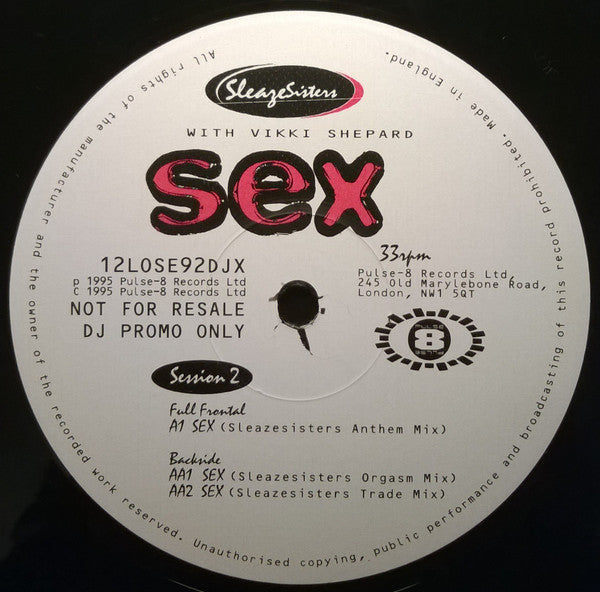 SleazeSisters
WITH VIKKI SHEPARD
sex
12LOSE92DJX
p 1995 Pulse-8 Records Ltd
C 1995 Pulse-8 Records Ltd
NOT FOR RESALE
DJ PROMO ONLY
33rpm
Pulse-8 Records Ltd,
245 Old Marylebone Road,
London, NW1 5QT
PULSE
8
PULSE
Session 2
Full Frontal
A1 SEX (Sleazesisters Anthem Mix)
Backside
AA1 SEX (Sleazesisters Orgasm Mix)
AA2 SEX (Sleazesisters Trade Mix)
All rights of the manufacturer and the owner of the recorded work reserved. Unauthorised copying, public performance and broadcasting of this record prohibited. Made in England.